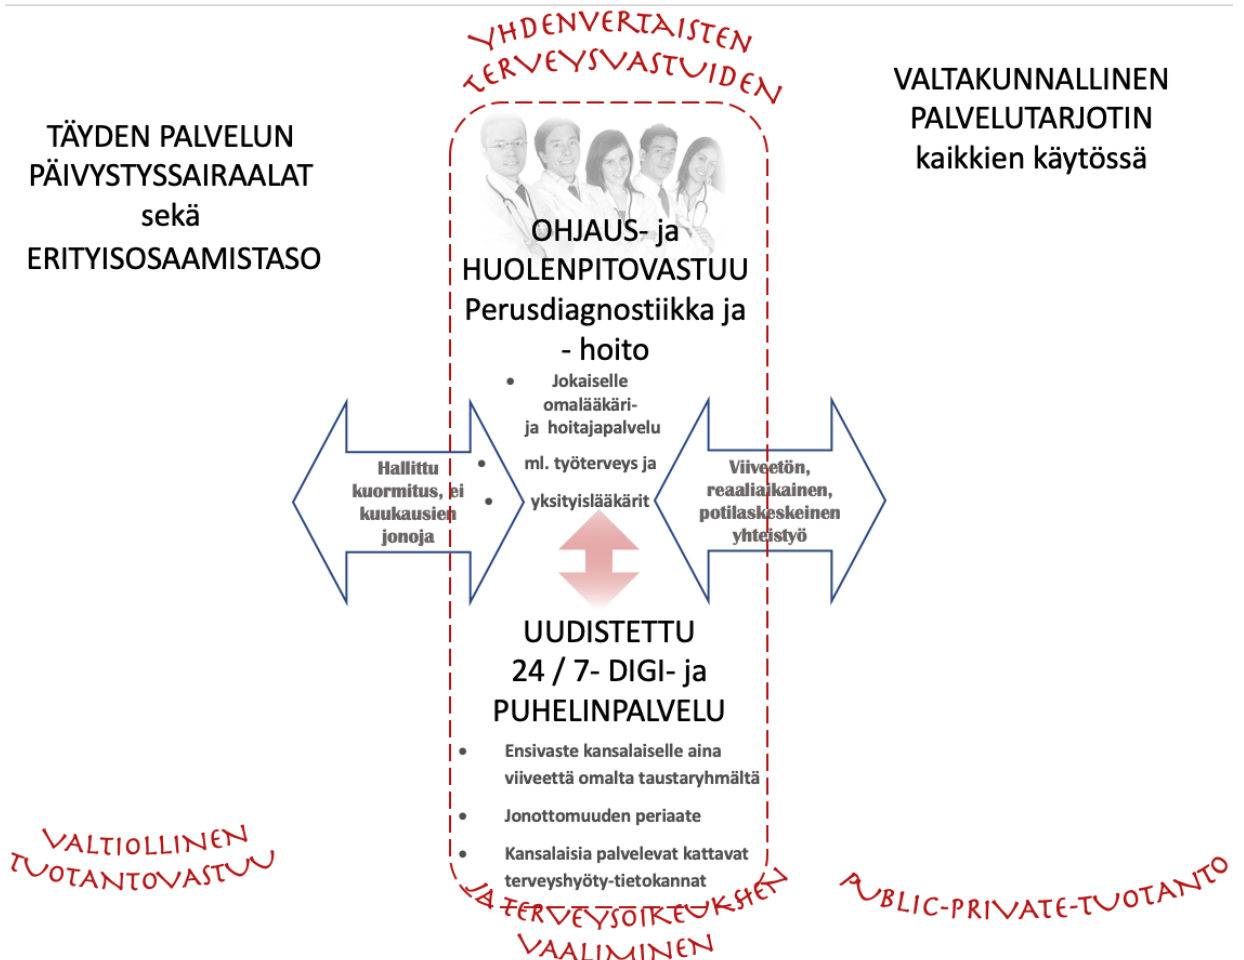 YHDENVERTAISTEN
TERVEYSVASTUIDEN
TÄYDEN PALVELUN
PÄIVYSTYSSAIRAALAT
sekä
ERITYISOSAAMISTASO
VALTAKUNNALLINEN
PALVELUTARJOTIN
kaikkien käytössä
OHJAUS- ja
HUOLENPITOVASTUU
Perusdiagnostiikka ja
- hoito
• Jokaiselle
omalääkäri-
ja hoitajapalvelu
• ml. työterveys ja
• yksityislääkärit
Hallittu
kuormitus, ei
kuukausien
jonoja
Viiveetön,
reaaliaikainen,
potilaskeskeinen
yhteistyö
UUDISTETTU
24 / 7- DIGI- ja
PUHELINPALVELU
• Ensivaste kansalaiselle aina
viiveettä omalta taustaryhmältä
• Jonottomuuden periaate
• Kansalaisia palvelevat kattavat
terveyshyöty-tietokannat
JA TERVEYSOIKEUKSIEN
VAALIMINEN
VALTIOLLINEN
TUOTANTOVASTUU
PUBLIC-PRIVATE-TUOTANTO